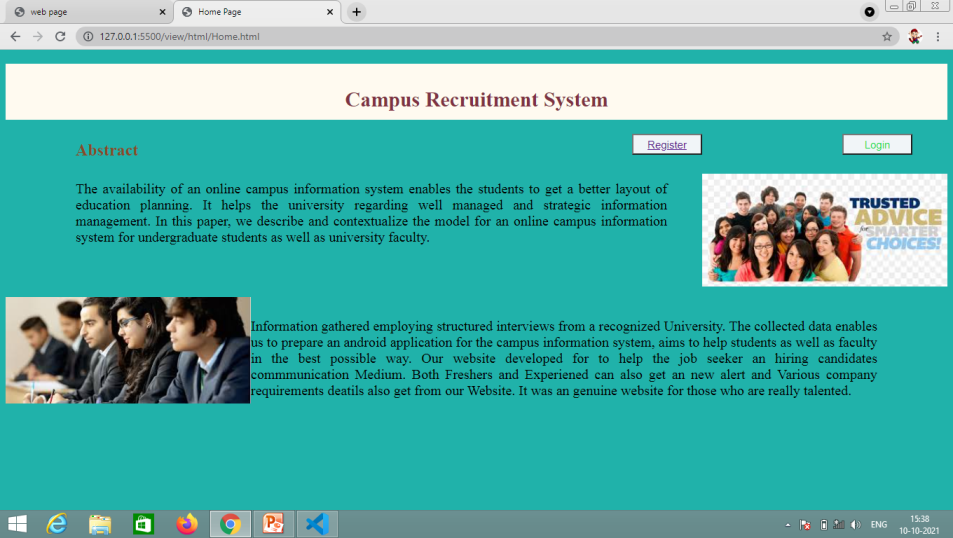 web page
Home Page
127.0.0.1:5500/view/html/Home.html
Campus Recruitment System
Abstract
Register
Login
The availability of an online campus information system enables the students to get a better layout of
education planning. It helps the university regarding well managed and strategic information
management. In this paper, we describe and contextualize the model for an online campus information
system for undergraduate students as well as university faculty.
TRUSTED
ADVICE
for SMARTER
CHOICES!
Information gathered employing structured interviews from a recognized University. The collected data enables
us to prepare an android application for the campus information system, aims to help students as well as faculty
in the best possible way. Our website developed for to help the job seeker an hiring candidates
commmunication Medium. Both Freshers and Experiened can also get an new alert and Various company
requirements deatils also get from our Website. It was an genuine website for those who are really talented.
ENG
15:38
10-10-2021